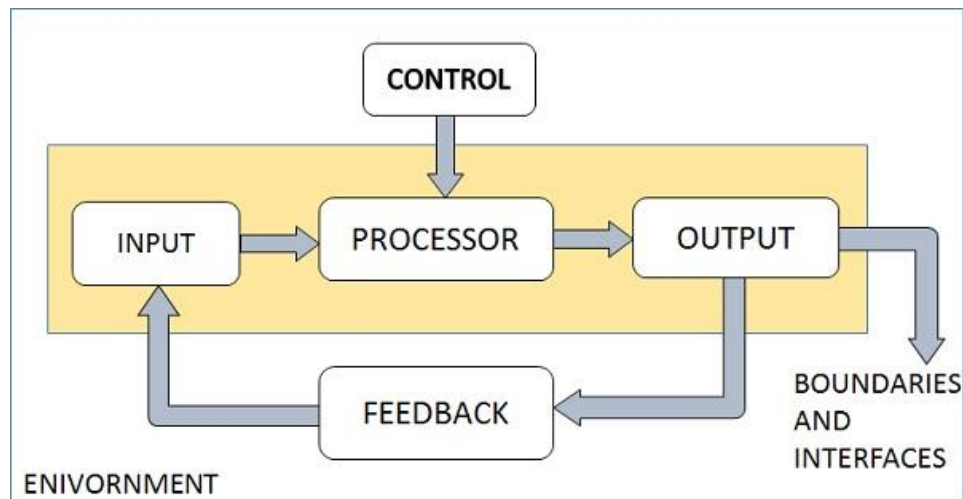 CONTROL
INPUT
PROCESSOR
OUTPUT
FEEDBACK
BOUNDARIES
AND
INTERFACES
ENIVORNMENT